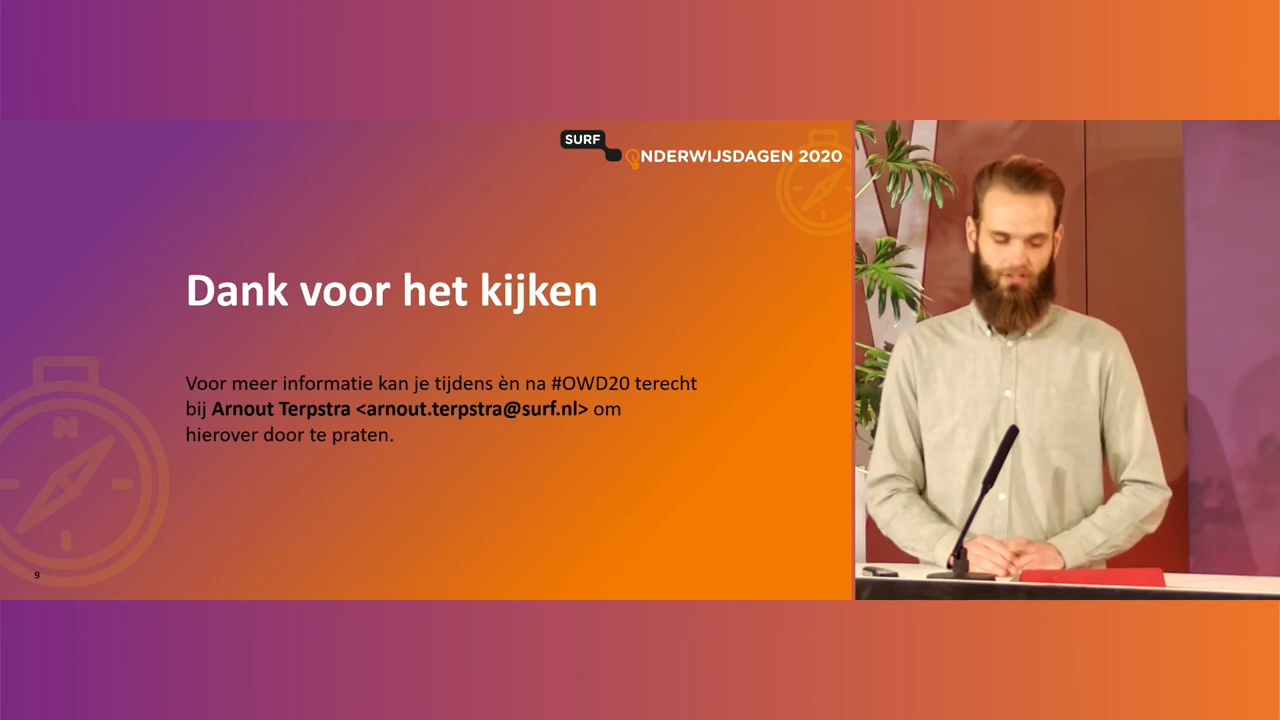 SURF
ONDERWIJSDAGEN 2020
Dank voor het kijken
Voor meer informatie kan je tijdens èn na #OWD20 terecht
bij Arnout Terpstra <arnout.terpstra@surf.nl> om
hierover door te praten.
N
9